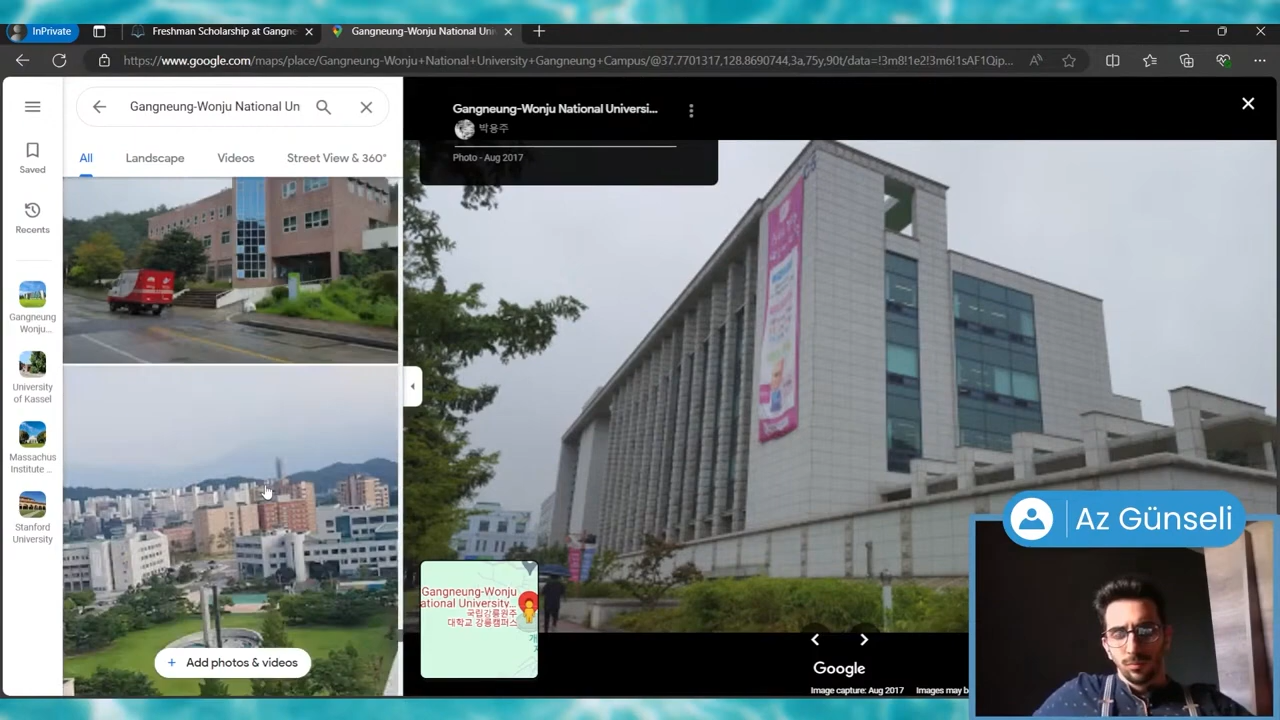 InPrivate
Freshman Scholarship at Gangne
Gangneung-Wonju National Uni
https://www.google.com/maps/place/Gangneung-Wonju+National+University+Gangneung+Campus/@37.7701317,128.8690744,3a,75y,90t/data=!3m8!1e2!3m6!1sAF1Qip...
Gangneung-Wonju National Un
All
Landscape
Videos
Street View & 360°
Saved
Recents
Gangneung
Wonju...
University
of Kassel
Massachus
Institute ..
Stanford
University
Add photos & videos
Gangneung-Wonju National Universi...
박용주
Photo - Aug 2017
C5
Gangneung-Wonju
ational University...
국립강릉원주
대학교 강릉캠퍼스
Google
Image capture: Aug 2017
Images may b
Az Günseli